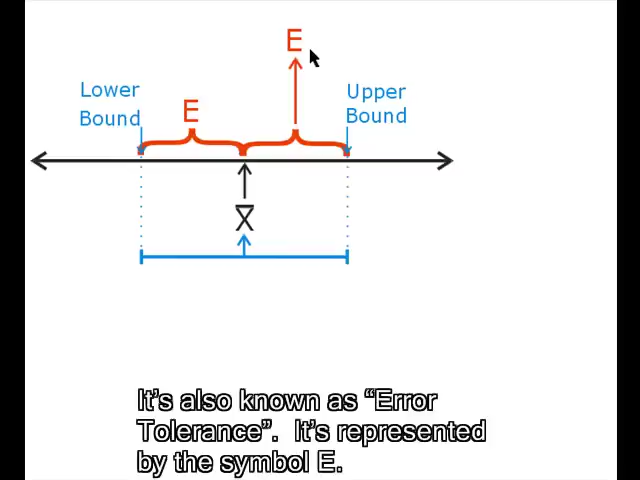 E
Lower
Bound
E
Upper
Bound
X̅
It's also known as “Error
Tolerance”. It's represented
by the symbol E.